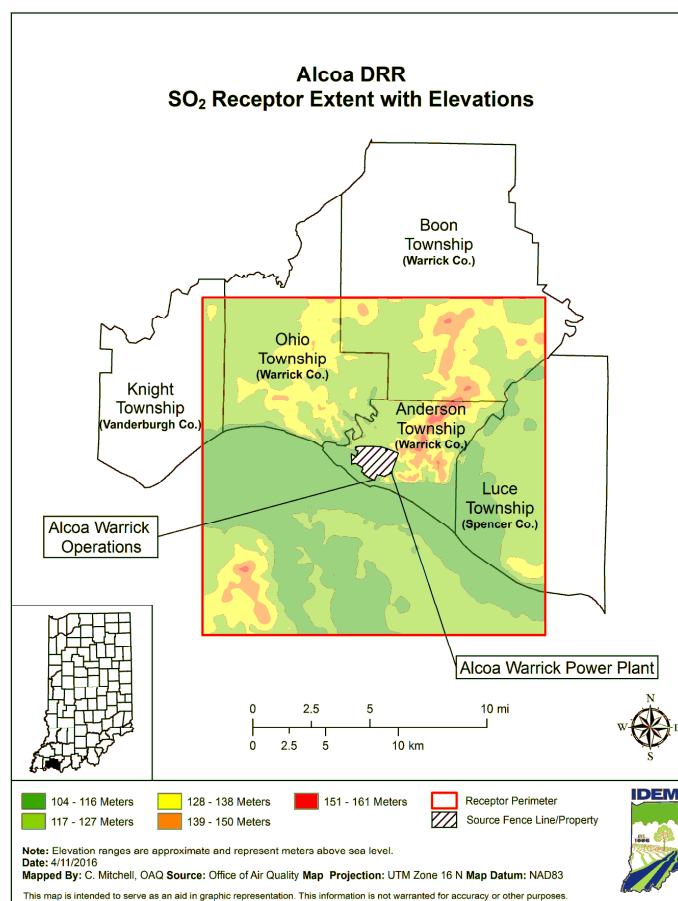 Alcoa DRR
SO₂ Receptor Extent with Elevations
Boon
Township
(Warrick Co.)
Ohio
Township
(Warrick Co.)
Knight
Township
(Vanderburgh Co.)
Anderson
Township
(Warrick Co.)
Luce
Township
(Spencer Co.)
Alcoa Warrick
Operations
Alcoa Warrick Power Plant
0 2.5 5 10 mi
0 2.5 5 10 km
N
W E
S
104 - 116 Meters
117 - 127 Meters
128 - 138 Meters
139 - 150 Meters
151 - 161 Meters
Receptor Perimeter
Source Fence Line/Property
IDEM
Note: Elevation ranges are approximate and represent meters above sea level.
Date: 4/11/2016
Mapped By: C. Mitchell, OAQ Source: Office of Air Quality Map Projection: UTM Zone 16 N Map Datum: NAD83
This map is intended to serve as an aid in graphic representation. This information is not warranted for accuracy or other purposes.